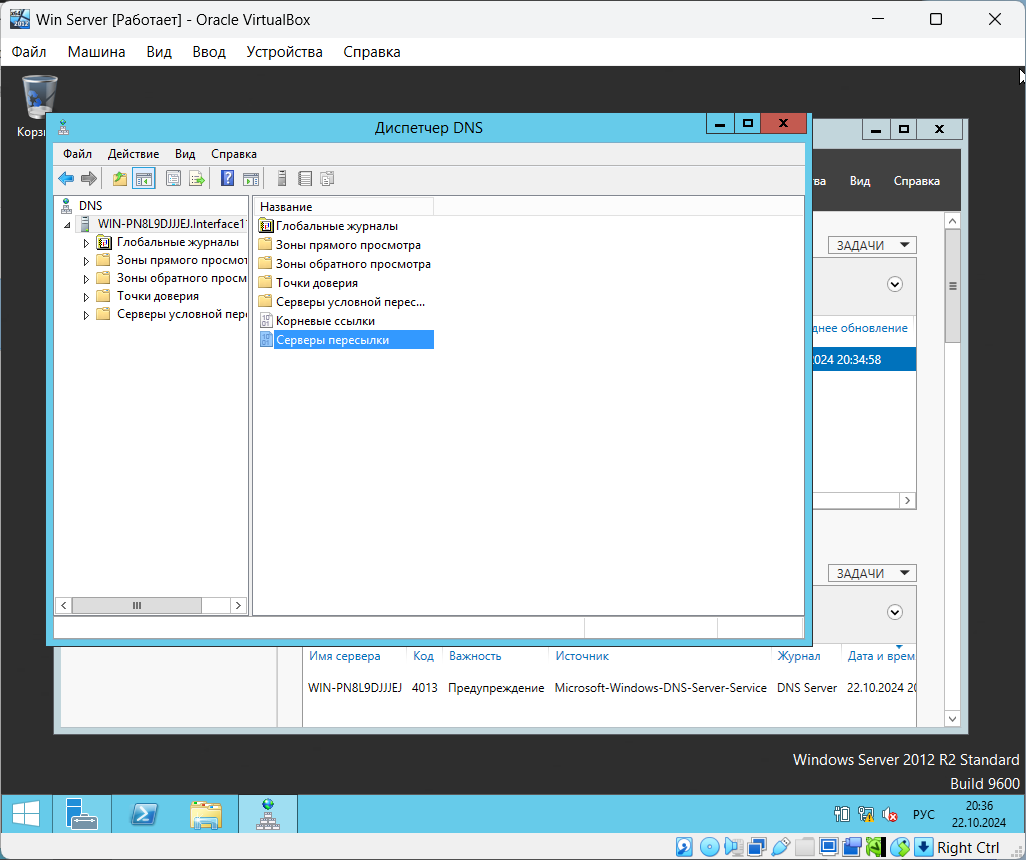 Win Server [Работает] - Oracle VirtualBox
Файл Машина Вид Ввод Устройства Справка
Корз
Диспетчер DNS
Файл Действие Вид Справка
DNS
WIN-PN8L9DJJJEJ.Interface1
Глобальные журналы
Зоны прямого просмот
Зоны обратного просм
Точки доверия
Серверы условной пере
Название
Глобальные журналы
Зоны прямого просмотра
Зоны обратного просмотра
Точки доверия
Серверы условной перес...
Корневые ссылки
Серверы пересылки
ва Вид Справка
ЗАДАЧИ
днее обновление
024 20:34:58
ЗАДАЧИ
Имя сервера Код Важность Источник Журнал Дата и врем
WIN-PN8L9DJJJEJ 4013 Предупреждение Microsoft-Windows-DNS-Server-Service DNS Server 22.10.2024 20
Windows Server 2012 R2 Standard
Build 9600
РУС
20:36
22.10.2024
Right Ctrl